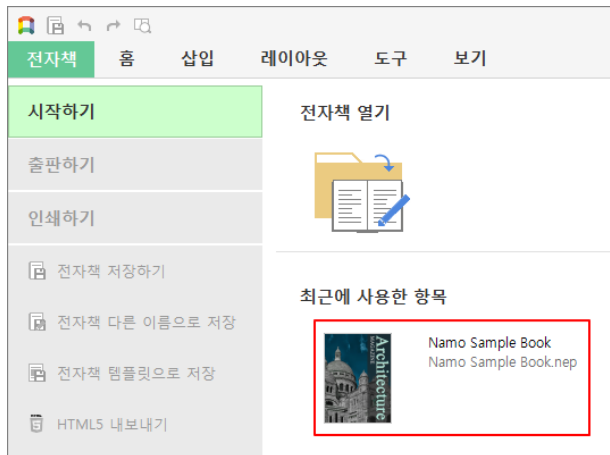 전자책 홈 삽입 레이아웃 도구 보기
시작하기
출판하기
인쇄하기
전자책 저장하기
전자책 다른 이름으로 저장
전자책 템플릿으로 저장
HTML5 내보내기
전자책 열기
최근에 사용한 항목
Architecture
MAGAZINE
Namo Sample Book
Namo Sample Book.nep